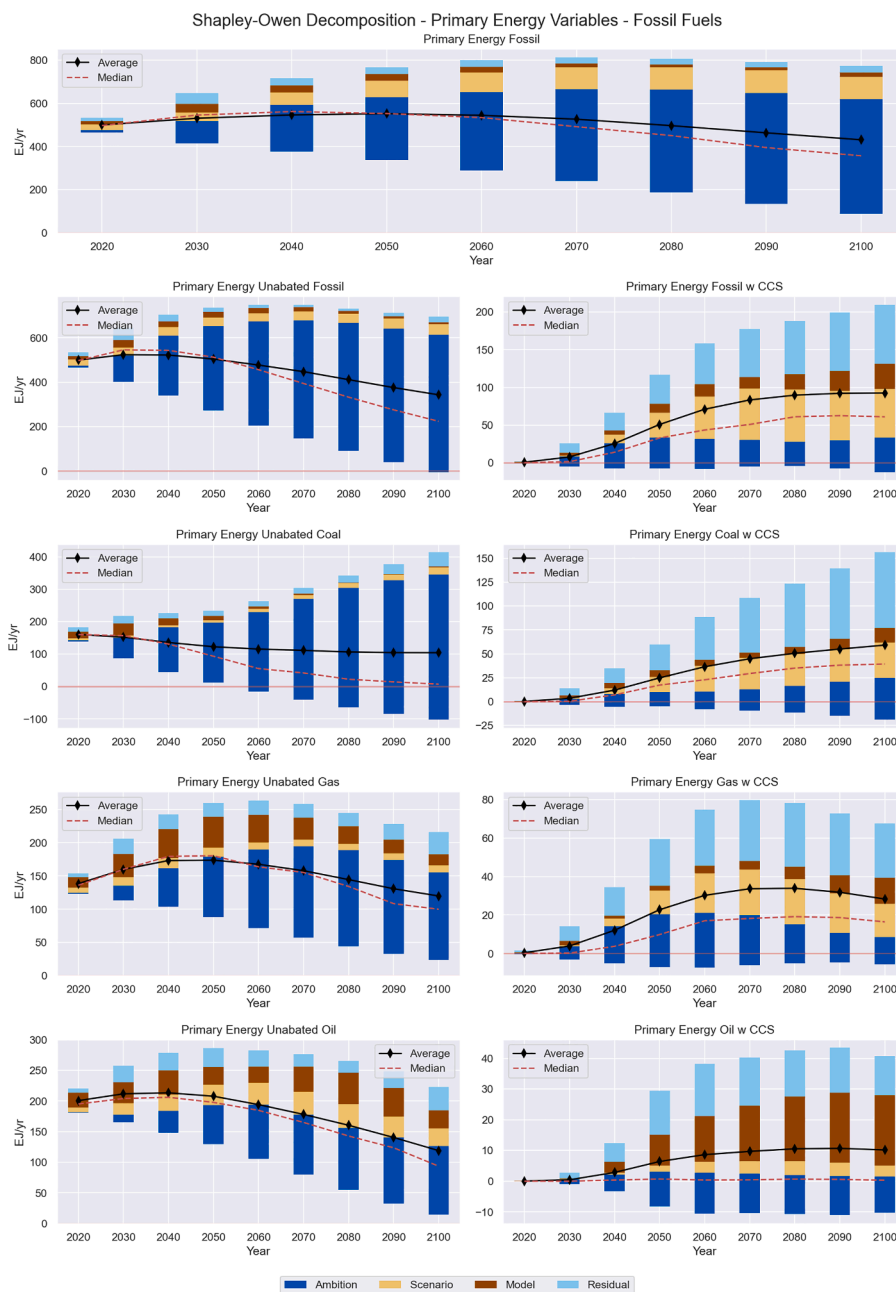 Shapley-Owen Decomposition - Primary Energy Variables - Fossil Fuels
Primary Energy Fossil
Average
Median
EJ/yr
800
600
400
200
0
2020 2030 2040 2050 2060 2070 2080 2090 2100
Year
Primary Energy Unabated Fossil
Average
Median
EJ/yr
600
400
200
0
2020 2030 2040 2050 2060 2070 2080 2090 2100
Year
Primary Energy Fossil w CCS
Average
Median
200
150
100
50
0
2020 2030 2040 2050 2060 2070 2080 2090 2100
Year
Primary Energy Unabated Coal
Average
Median
EJ/yr
400
300
200
100
0
−100
2020 2030 2040 2050 2060 2070 2080 2090 2100
Year
Primary Energy Coal w CCS
Average
Median
150
125
100
75
50
25
0
−25
2020 2030 2040 2050 2060 2070 2080 2090 2100
Year
Primary Energy Unabated Gas
Average
Median
EJ/yr
250
200
150
100
50
0
2020 2030 2040 2050 2060 2070 2080 2090 2100
Year
Primary Energy Gas w CCS
Average
Median
80
60
40
20
0
2020 2030 2040 2050 2060 2070 2080 2090 2100
Year
Primary Energy Unabated Oil
Average
Median
EJ/yr
300
250
200
150
100
50
0
2020 2030 2040 2050 2060 2070 2080 2090 2100
Year
Primary Energy Oil w CCS
Average
Median
40
30
20
10
0
−10
2020 2030 2040 2050 2060 2070 2080 2090 2100
Year
Ambition Scenario Model Residual